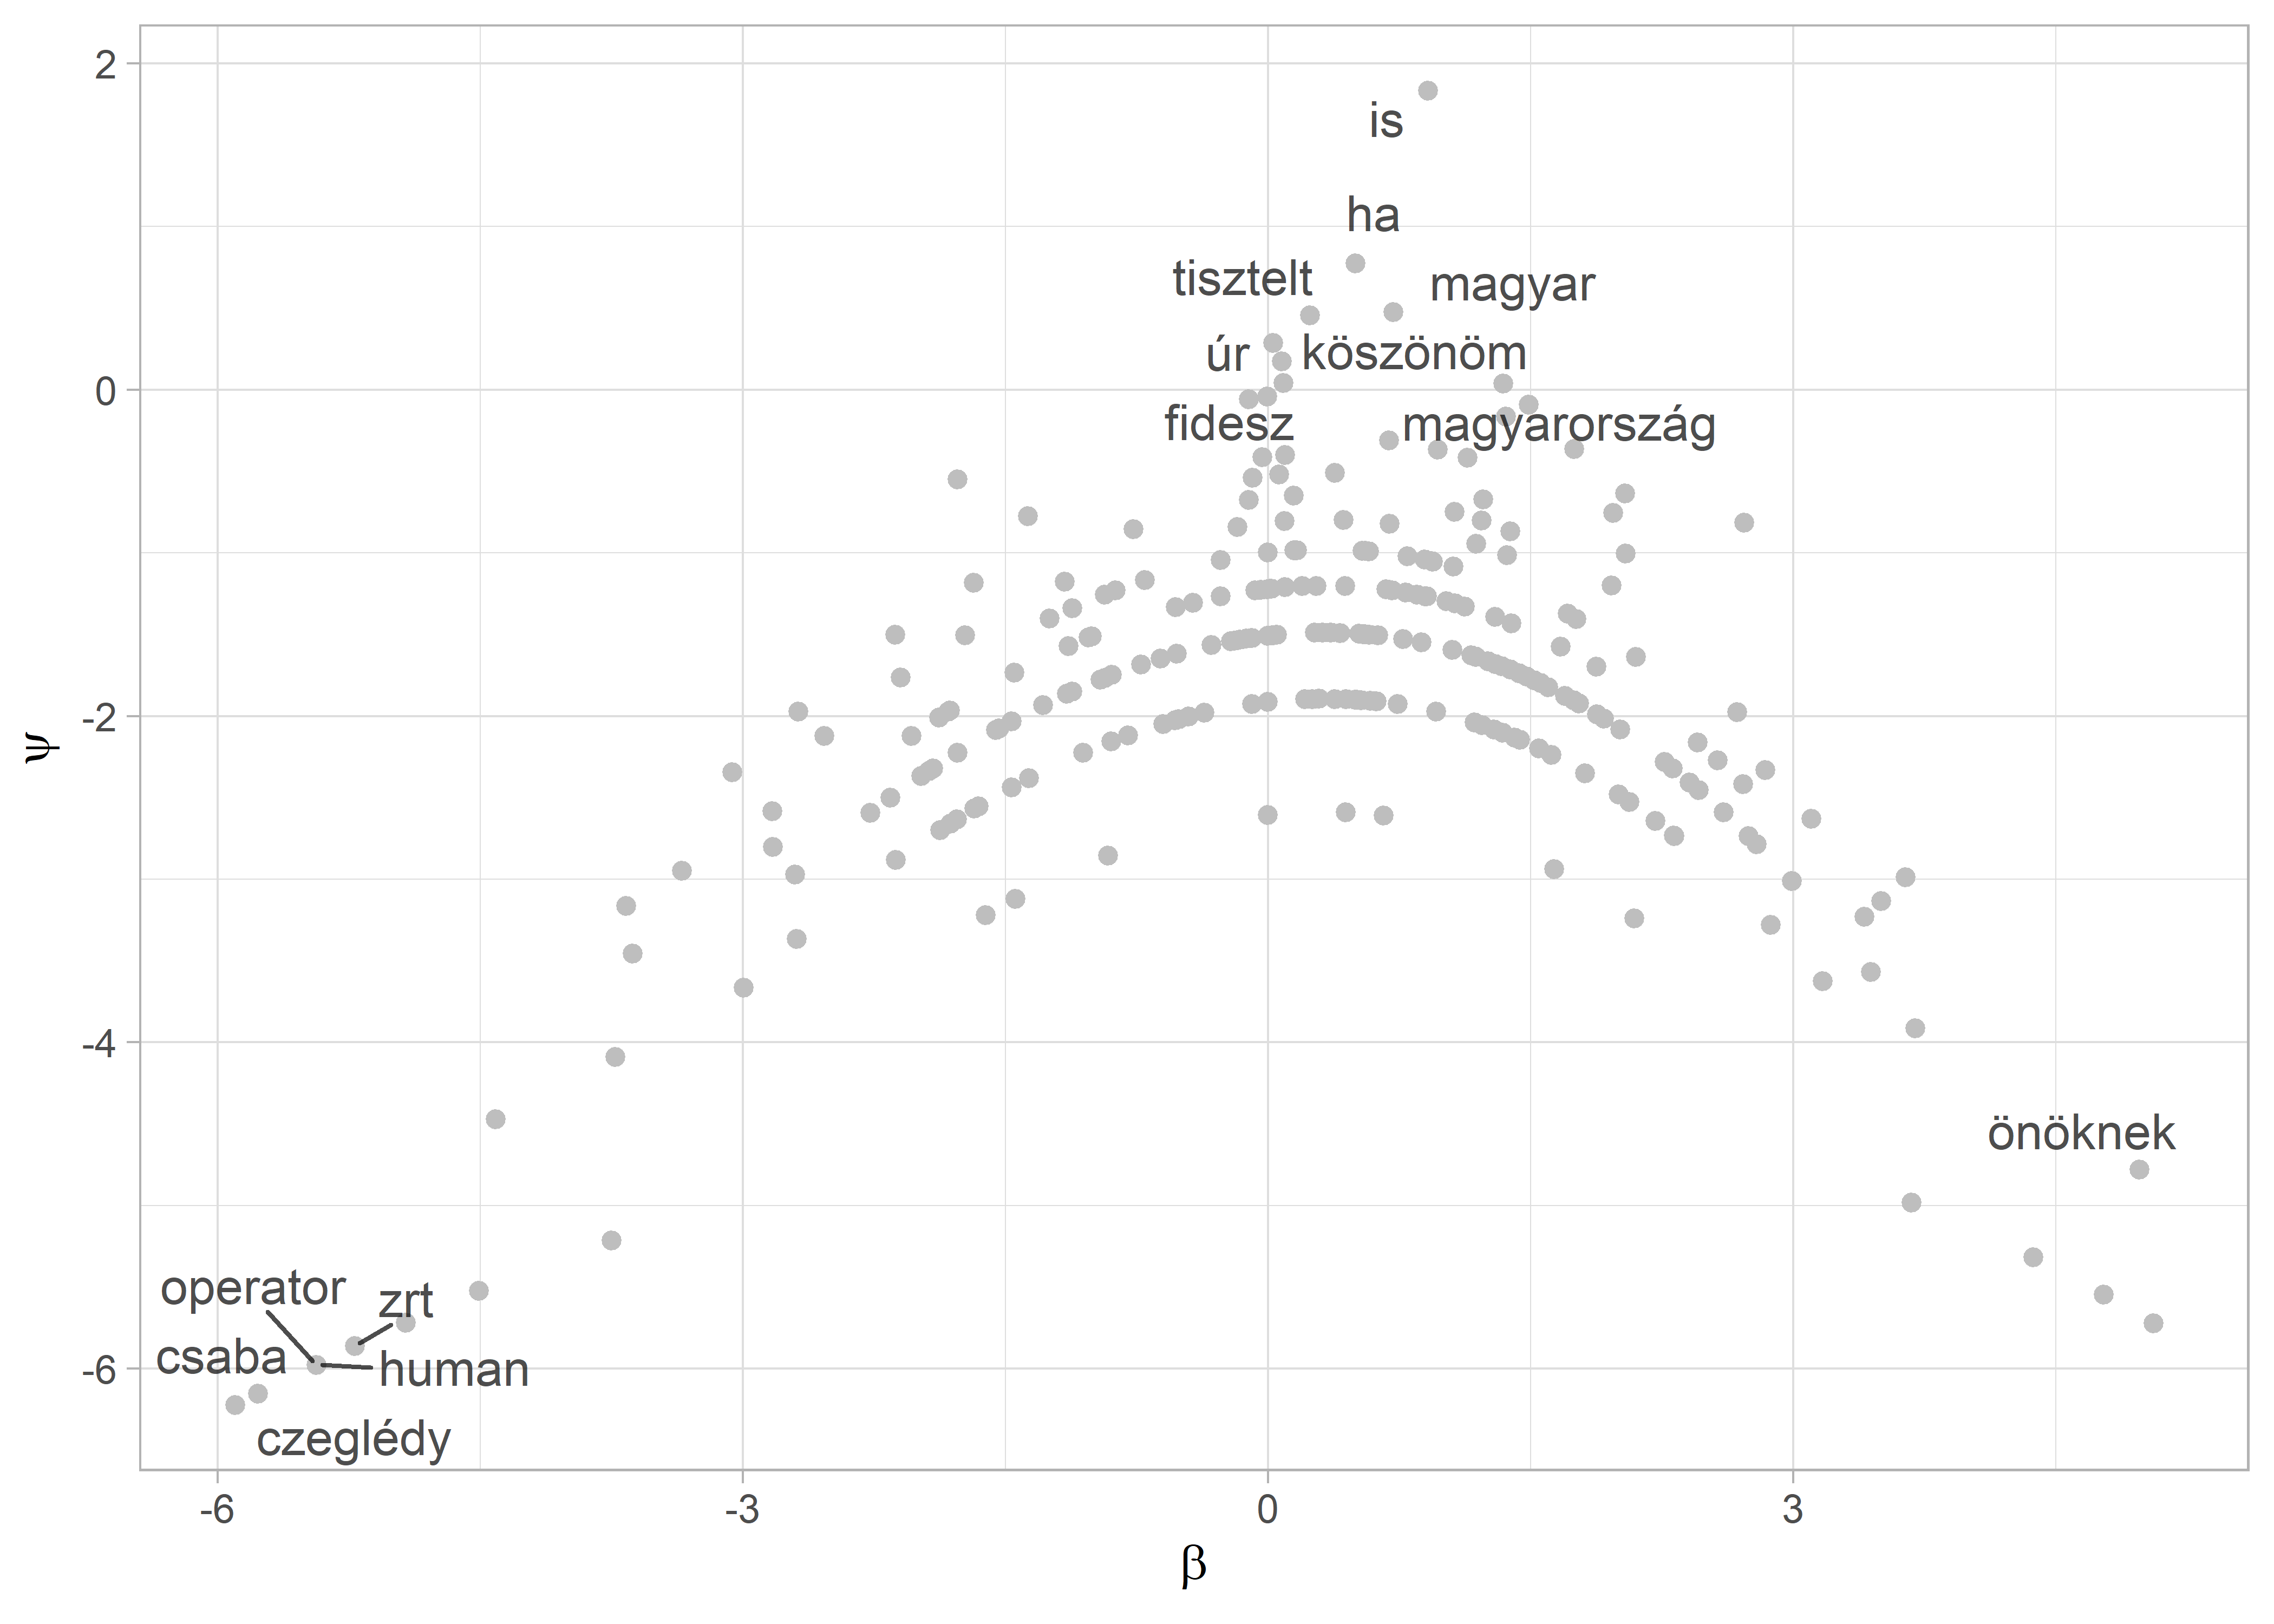 2
is
ha
tisztelt
magyar
úr
köszönöm
0
fidesz
magyarország
-2
ψ
-4
önöknek
operator
zrt
csaba
human
-6
czeglédy
-6
-3
0
3
β